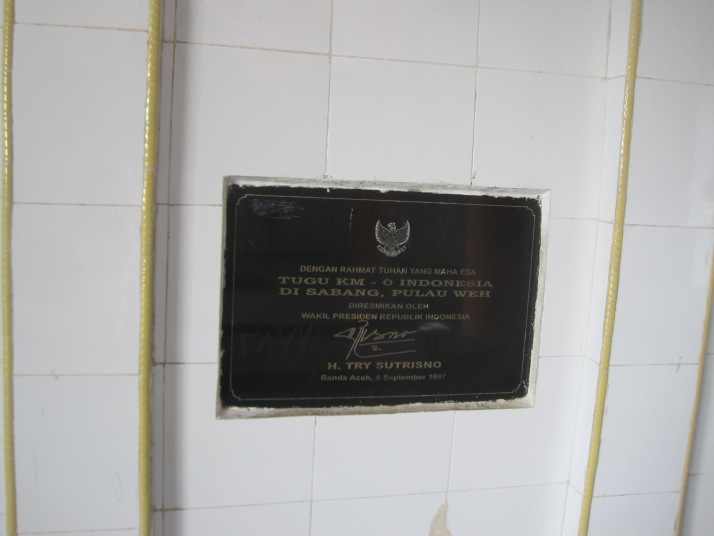 DENGAN RAHMAT TUHAN YANG MAHA ESA
TUGU KM - 0 INDONESIA
DI SABANG, PULAU WEH
DIRESMIKAN OLEH
WAKIL PRESIDEN REPUBLIK INDONESIA
H. TRY SUTRISNO
Banda Aceh, 9 September 1997